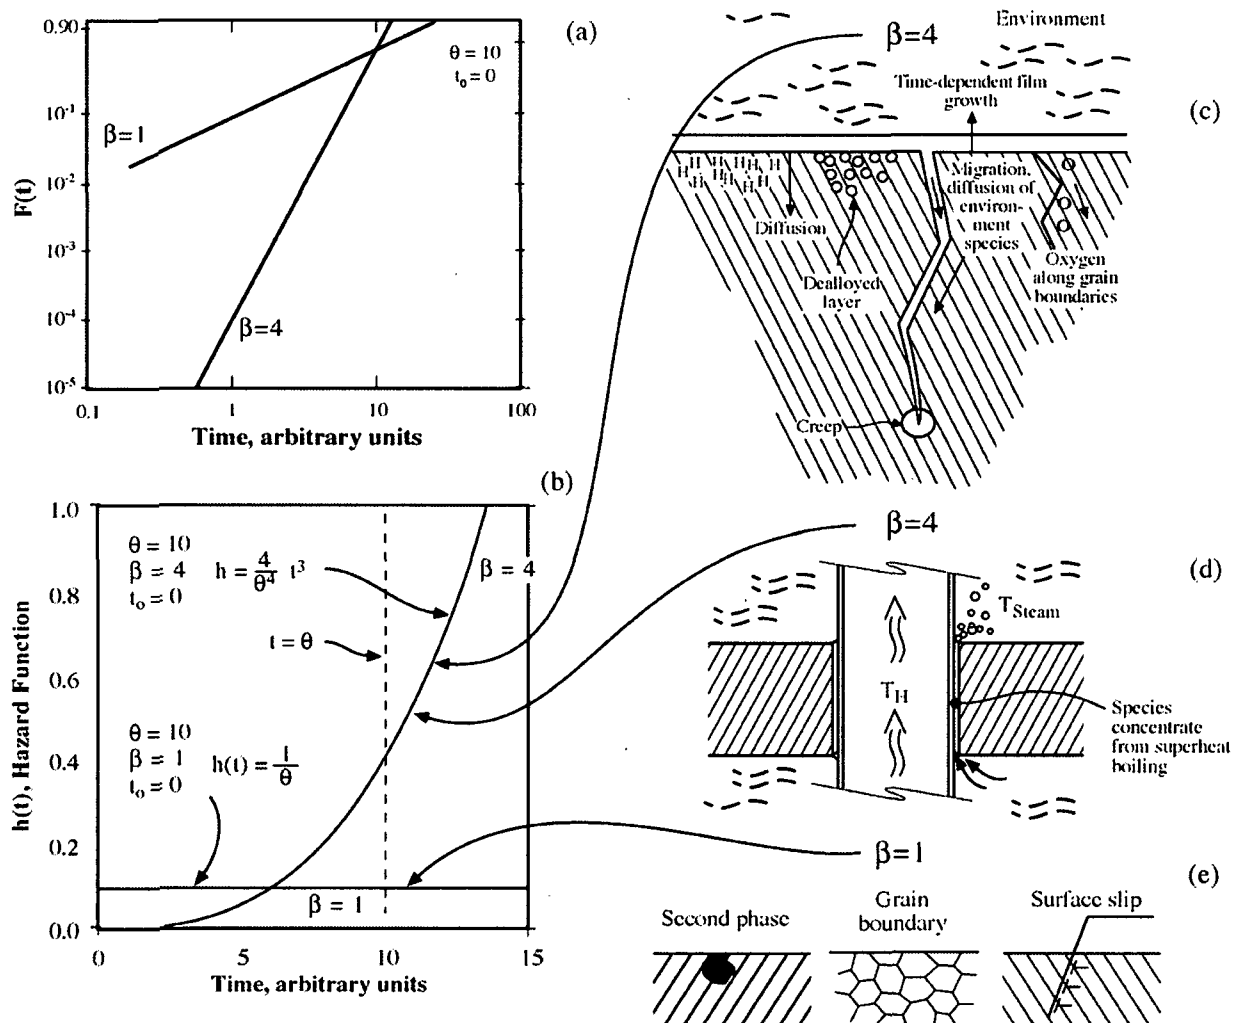 (a)
0.90
10⁻¹
10⁻²
10⁻³
10⁻⁴
10⁻⁵
F(t)
θ = 10
t₀ = 0
β=1
β=4
0.1
1
10
100
Time, arbitrary units
(b)
1.0
0.8
0.6
0.4
0.2
0.0
h(t), Hazard Function
θ = 10
β = 4 h = 4/θ⁴ t³
t₀ = 0
β = 4
t = θ
θ = 10
β = 1 h(t) = 1/θ
t₀ = 0
β = 1
0
5
10
15
Time, arbitrary units
β=4
Environment
(c)
Time-dependent film
growth
H H H H H H
H H H H H
H H
Diffusion
Dealloyed
layer
Migration,
diffusion of
environ-
ment
species
Oxygen
along grain
boundaries
Creep
β=4
(d)
T Steam
T H
Species
concentrate
from superheat
boiling
β=1
(e)
Second phase
Grain
boundary
Surface slip